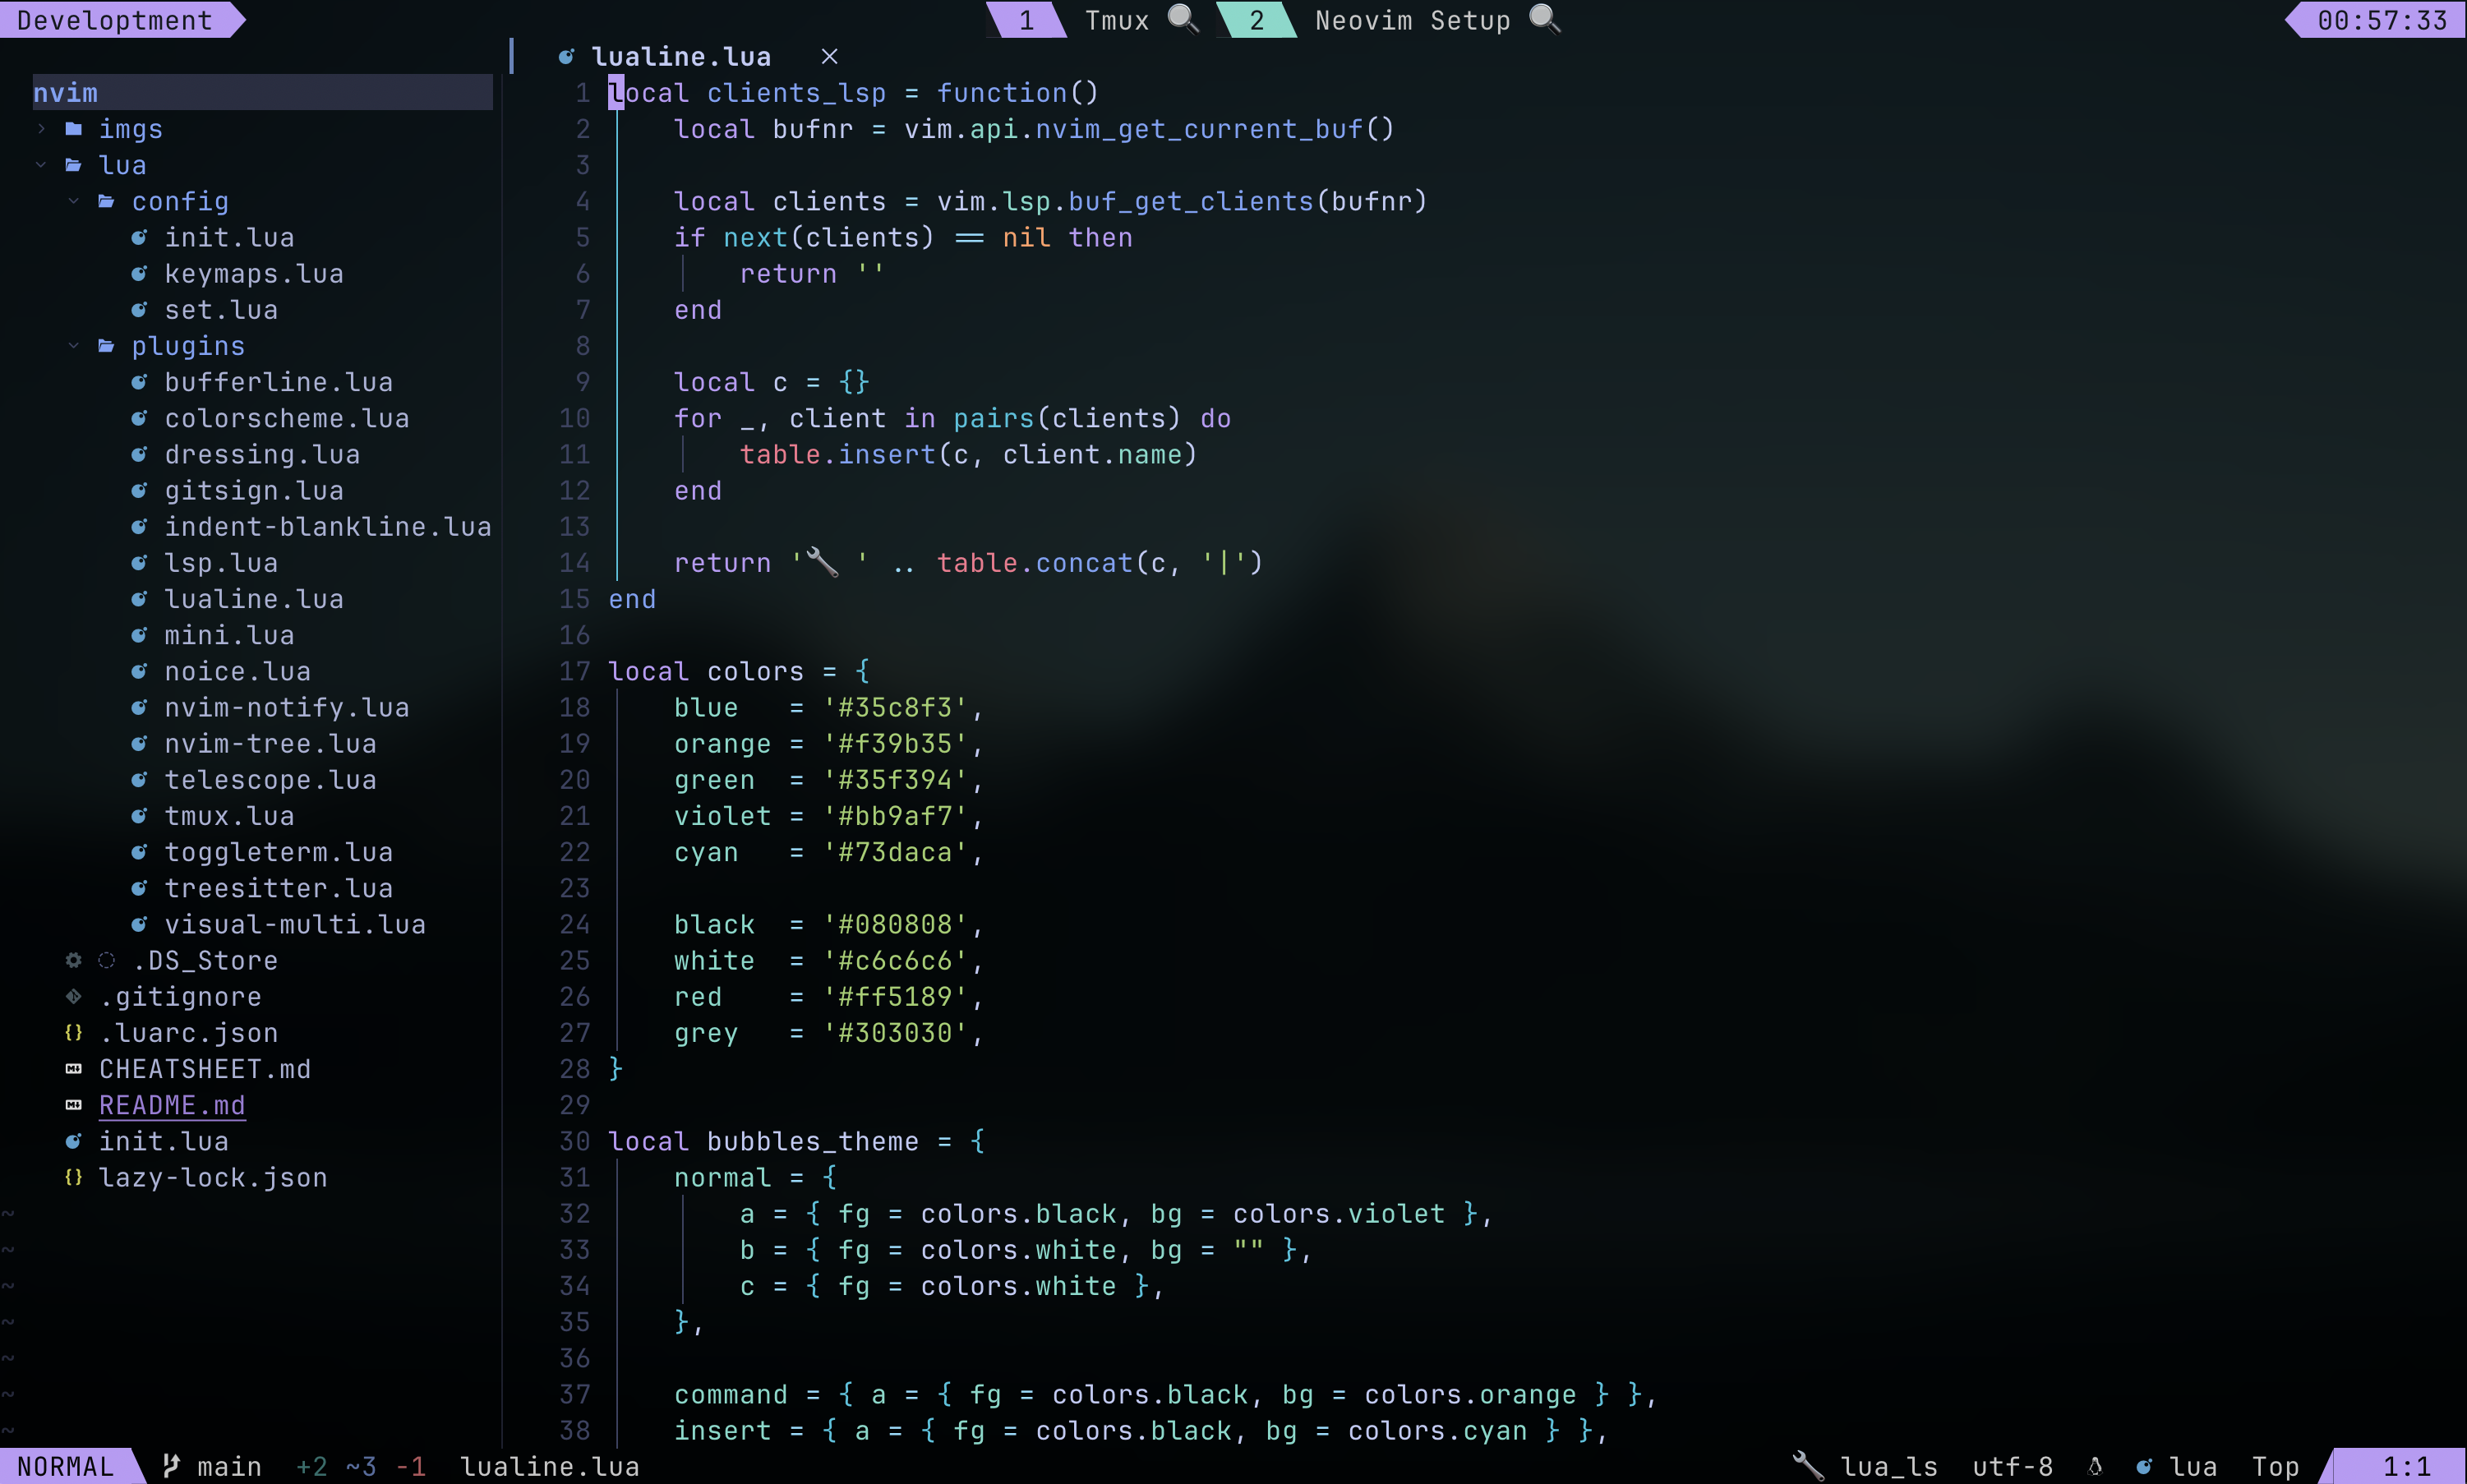 Developtment
1 Tmux 2 Neovim Setup
00:57:33
lualine.lua ×
nvim
imgs
lua
config
init.lua
keymaps.lua
set.lua
plugins
bufferline.lua
colorscheme.lua
dressing.lua
gitsign.lua
indent-blankline.lua
lsp.lua
lualine.lua
mini.lua
noice.lua
nvim-notify.lua
nvim-tree.lua
telescope.lua
tmux.lua
toggleterm.lua
treesitter.lua
visual-multi.lua
.DS_Store
.gitignore
{} .luarc.json
CHEATSHEET.md
README.md
init.lua
{} lazy-lock.json
~
~
~
~
~
~
~
1 local clients_lsp = function()
2     local bufnr = vim.api.nvim_get_current_buf()
3
4     local clients = vim.lsp.buf_get_clients(bufnr)
5     if next(clients) == nil then
6         return ''
7     end
8
9     local c = {}
10     for _, client in pairs(clients) do
11         table.insert(c, client.name)
12     end
13
14     return '🔧 ' .. table.concat(c, '|')
15 end
16
17 local colors = {
18     blue   = '#35c8f3',
19     orange = '#f39b35',
20     green  = '#35f394',
21     violet = '#bb9af7',
22     cyan   = '#73daca',
23
24     black  = '#080808',
25     white  = '#c6c6c6',
26     red    = '#ff5189',
27     grey   = '#303030',
28 }
29
30 local bubbles_theme = {
31     normal = {
32         a = { fg = colors.black, bg = colors.violet },
33         b = { fg = colors.white, bg = "" },
34         c = { fg = colors.white },
35     },
36
37     command = { a = { fg = colors.black, bg = colors.orange } },
38     insert = { a = { fg = colors.black, bg = colors.cyan } },
NORMAL main +2 ~3 -1 lualine.lua
lua_ls utf-8 lua Top 1:1